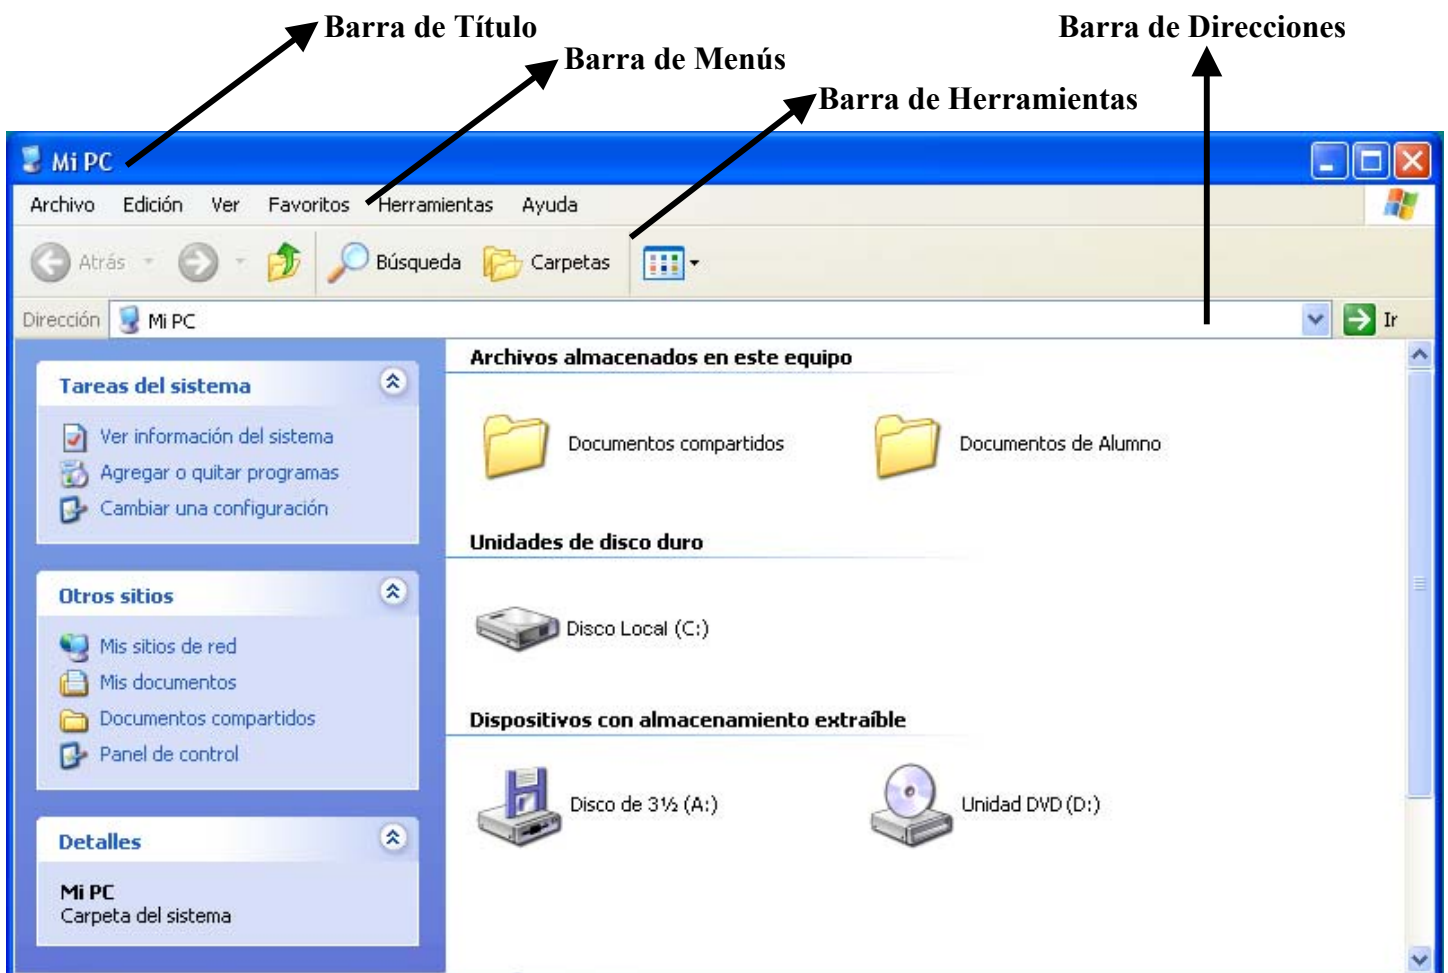 Barra de Título
Barra de Direcciones
Barra de Menús
Barra de Herramientas
Mi PC
Archivo Edición Ver Favoritos Herramientas Ayuda
Atrás Búsqueda Carpetas
Dirección Mi PC Ir
Archivos almacenados en este equipo
Tareas del sistema
Ver información del sistema
Agregar o quitar programas
Cambiar una configuración
Documentos compartidos
Documentos de Alumno
Unidades de disco duro
Otros sitios
Mis sitios de red
Mis documentos
Documentos compartidos
Panel de control
Disco Local (C:)
Dispositivos con almacenamiento extraíble
Disco de 3½ (A:)
Unidad DVD (D:)
Detalles
Mi PC
Carpeta del sistema